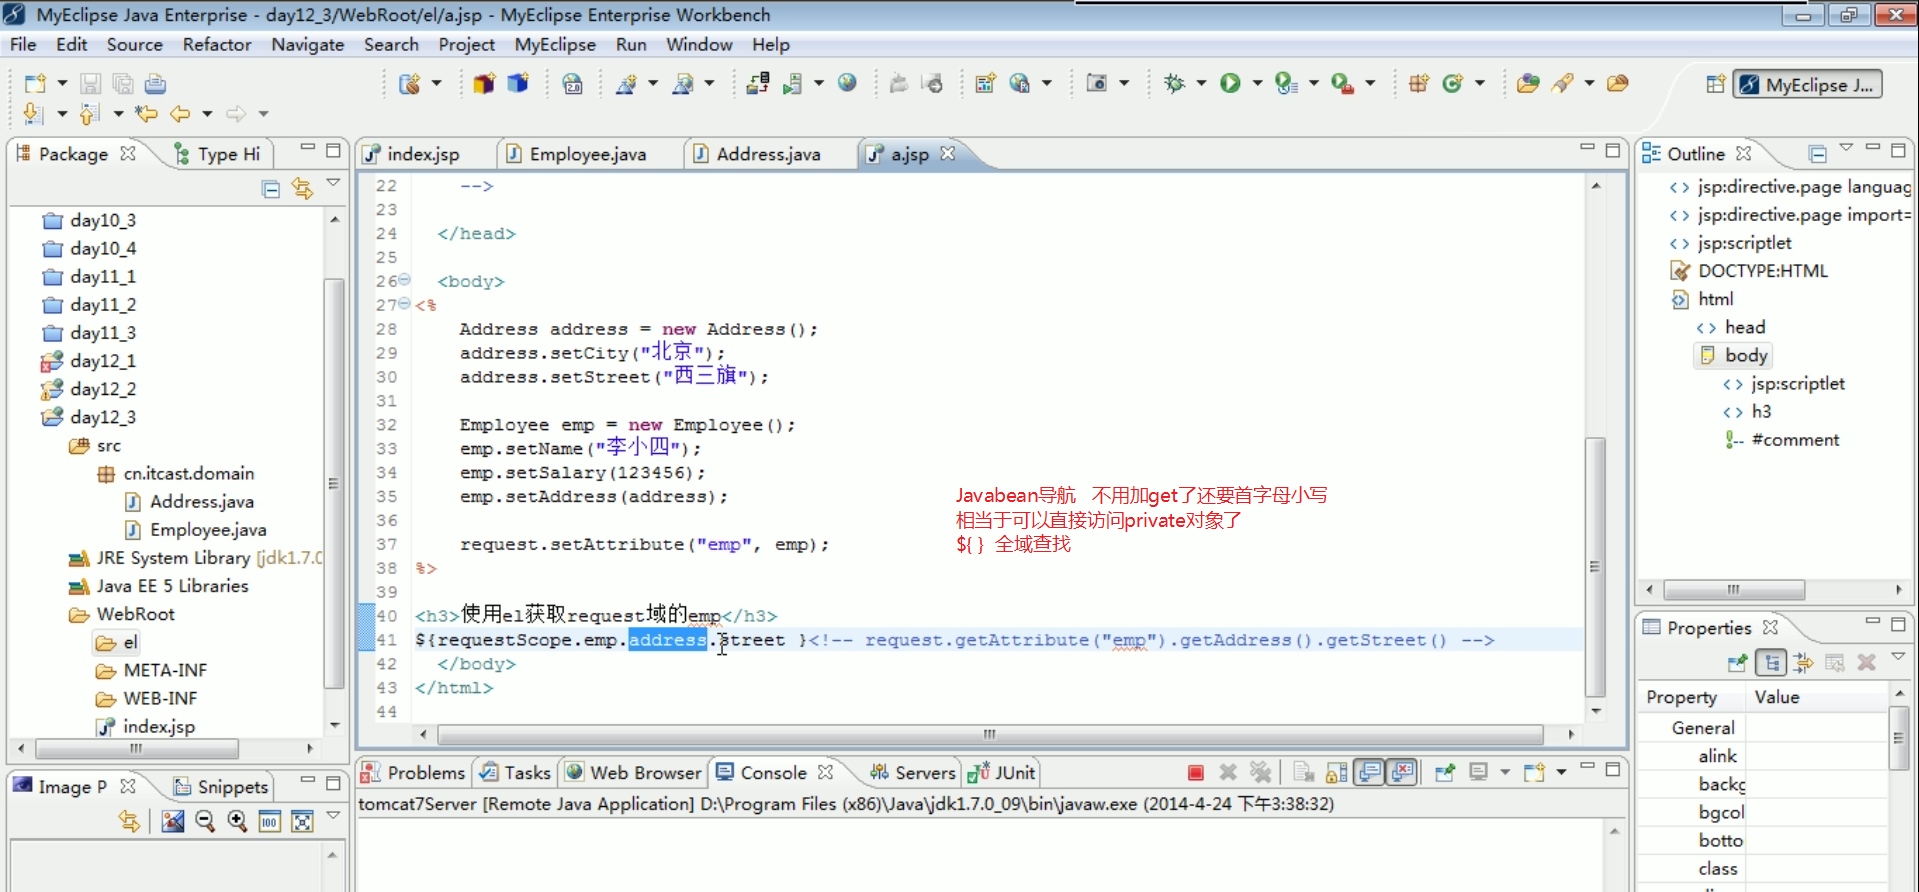 MyEclipse Java Enterprise - day12_3/WebRoot/el/a.jsp - MyEclipse Enterprise Workbench
File Edit Source Refactor Navigate Search Project MyEclipse Run Window Help
MyEclipse J...
Package
Type Hi
day10_3
day10_4
day11_1
day11_2
day11_3
day12_1
day12_2
day12_3
src
cn.itcast.domain
Address.java
Employee.java
JRE System Library [jdk1.7.0
Java EE 5 Libraries
WebRoot
el
META-INF
WEB-INF
index.jsp
Image P
Snippets
index.jsp Employee.java Address.java a.jsp
22 -->
23
24 </head>
25
26 <body>
27 <%
28 Address address = new Address();
29 address.setCity("北京");
30 address.setStreet("西三旗");
31
32 Employee emp = new Employee();
33 emp.setName("李小四");
34 emp.setSalary(123456);
35 emp.setAddress(address);
36
37 request.setAttribute("emp", emp);
38 %>
39
40 <h3>使用el获取request域的emp</h3>
41 ${requestScope.emp.address.street }<!-- request.getAttribute("emp").getAddress().getStreet() -->
42 </body>
43 </html>
44
Javabean导航 不用加get了还要首字母小写
相当于可以直接访问private对象了
${ } 全域查找
Problems Tasks Web Browser Console Servers JUnit
tomcat7Server [Remote Java Application] D:\Program Files (x86)\Java\jdk1.7.0_09\bin\javaw.exe (2014-4-24 下午3:38:32)
Outline
jsp:directive.page languag
jsp:directive.page import=
jsp:scriptlet
DOCTYPE:HTML
html
head
body
jsp:scriptlet
h3
#comment
Properties
Property Value
General
alink
backg
bgcol
botto
class